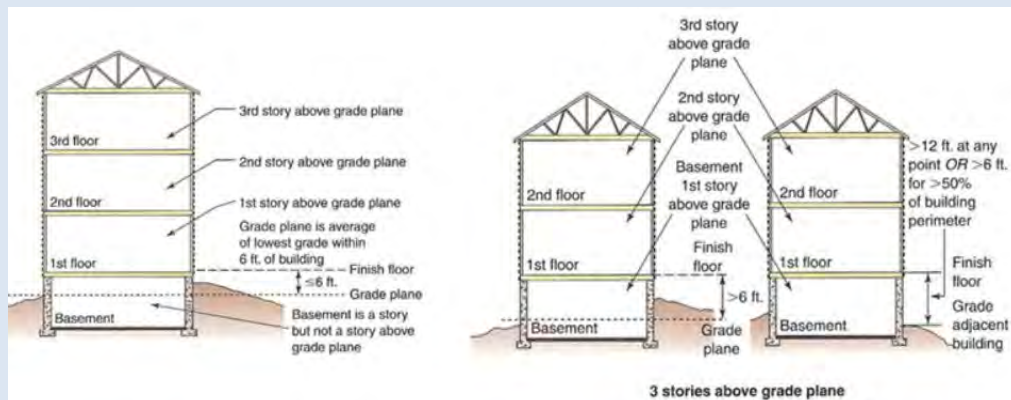 3rd story above grade plane
3rd floor
2nd story above grade plane
2nd floor
1st story above grade plane
Grade plane is average
of lowest grade within
6 ft. of building
1st floor
Finish floor
≤6 ft.
Grade plane
Basement
Basement is a story
but not a story above
grade plane
3rd story
above grade
plane
2nd story
above grade
plane
Basement
1st story
above grade
plane
2nd floor
1st floor
Finish
floor
>6 ft.
Basement
Grade
plane
2nd floor
1st floor
Basement
>12 ft. at any
point OR >6 ft.
for >50%
of building
perimeter
Finish
floor
Grade
adjacent
building
3 stories above grade plane